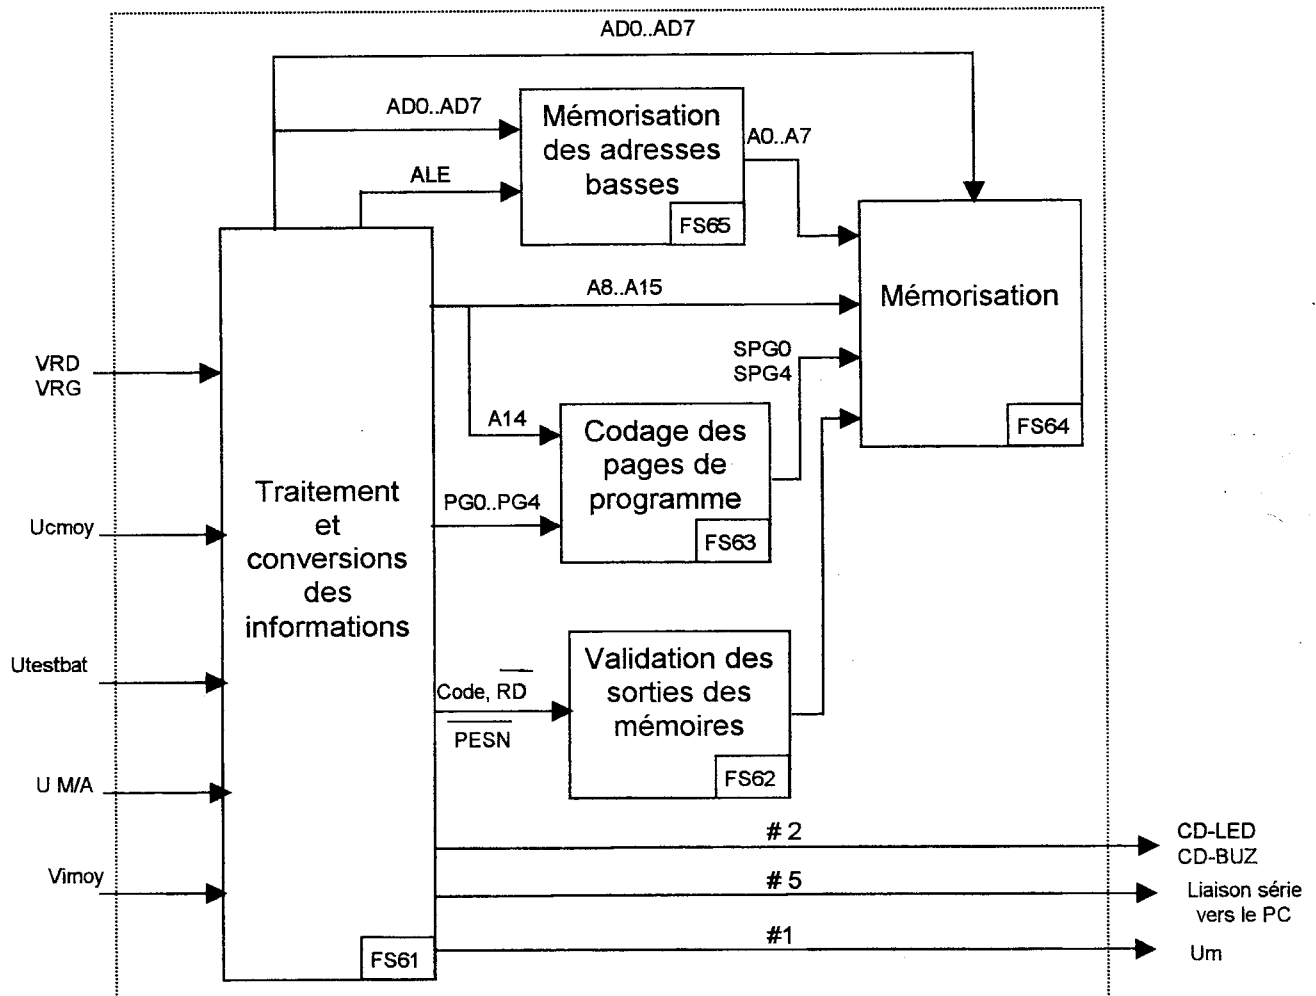 AD0..AD7
AD0..AD7
Mémorisation
des adresses
basses
FS65
A0..A7
ALE
A8..A15
Mémorisation
FS64
VRD
VRG
SPG0
SPG4
A14
Codage des
pages de
programme
FS63
PG0..PG4
Traitement
et
conversions
des
informations
FS61
Ucmoy
Utestbat
Code, RD
PESN
Validation des
sorties des
mémoires
FS62
U M/A
Vimoy
# 2
CD-LED
CD-BUZ
# 5
Liaison série
vers le PC
#1
Um